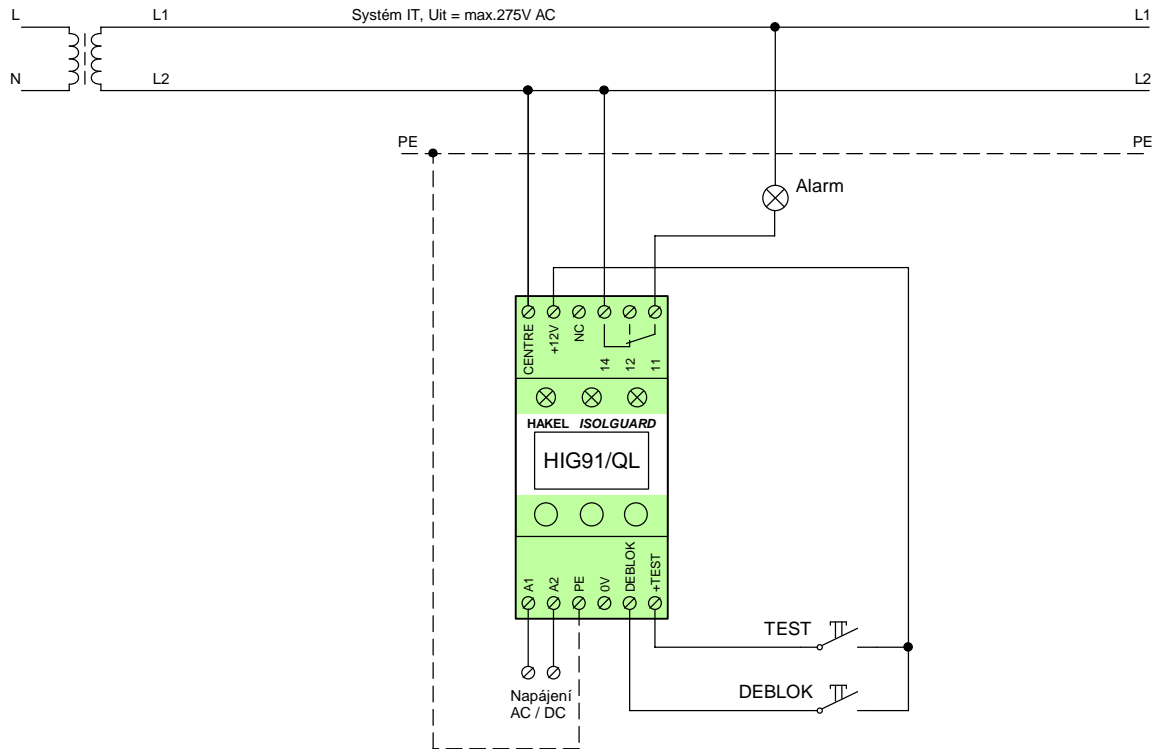 L
L1
Systém IT, Uit = max.275V AC
L1
N
L2
L2
PE
PE
Alarm
CENTRE
+12V
NC
14
12
11
HAKEL ISOLGUARD
HIG91/QL
A1
A2
PE
0V
DEBLOK
+TEST
TEST
DEBLOK
Napájení
AC / DC